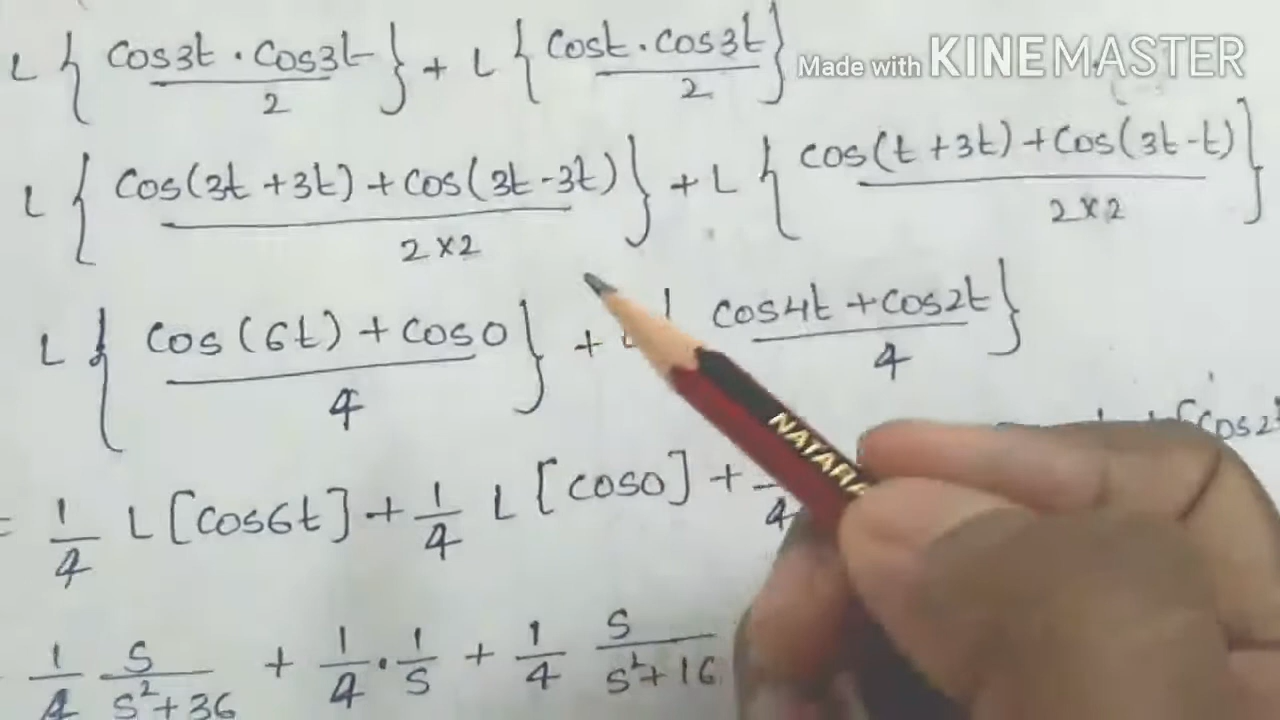 L { cos3t · cos3t / 2 } + L { cost · cos3t / 2 }
Made with KINEMASTER
L { cos(3t + 3t) + cos(3t - 3t) / 2 × 2 } + L { cos(t + 3t) + cos(3t - t) / 2 × 2 }
L { cos(6t) + cos0 / 4 } + cos4t + cos2t / 4 }
= 1/4 L [cos6t] + 1/4 L [cos0] + /4 [cos2
1/4 s/s²+36 + 1/4 · 1/s + 1/4 s/s²+16
NATARA